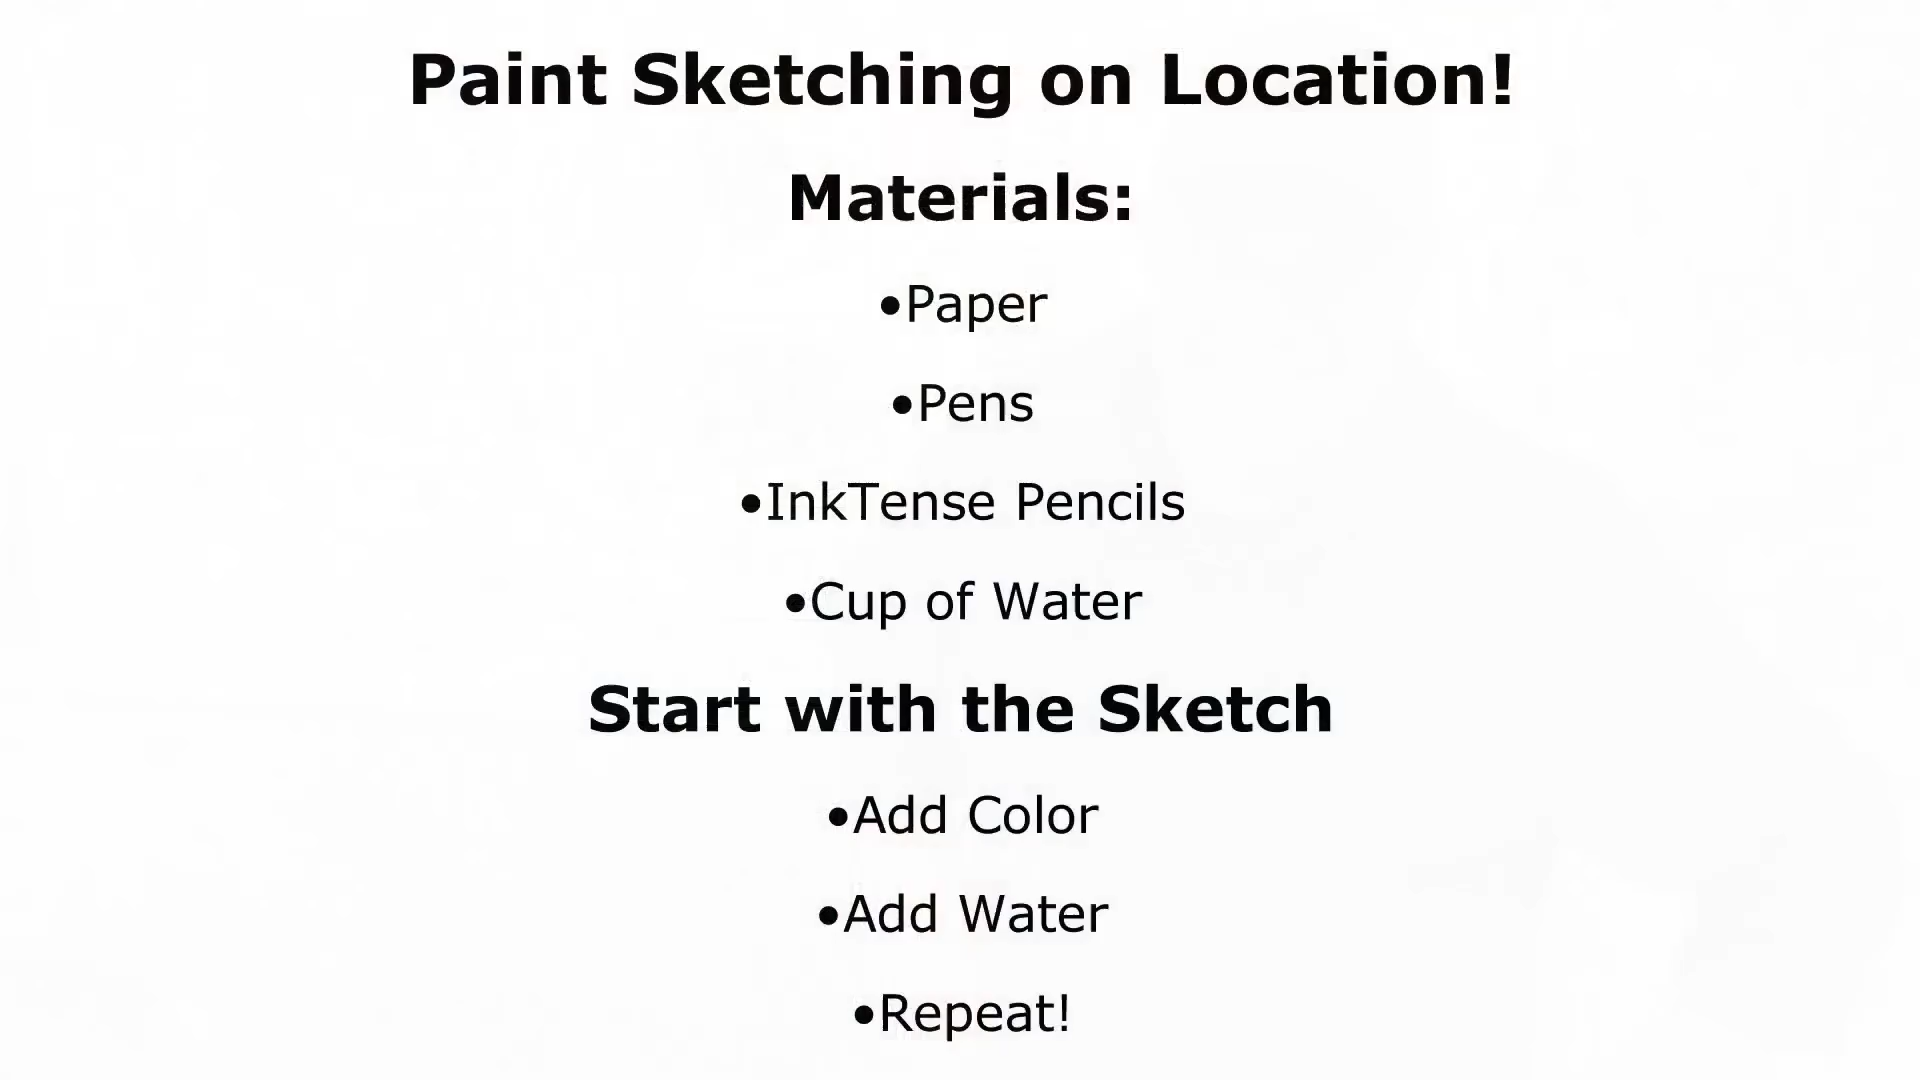 Paint Sketching on Location!
Materials:
•Paper
•Pens
•InkTense Pencils
•Cup of Water
Start with the Sketch
•Add Color
•Add Water
•Repeat!